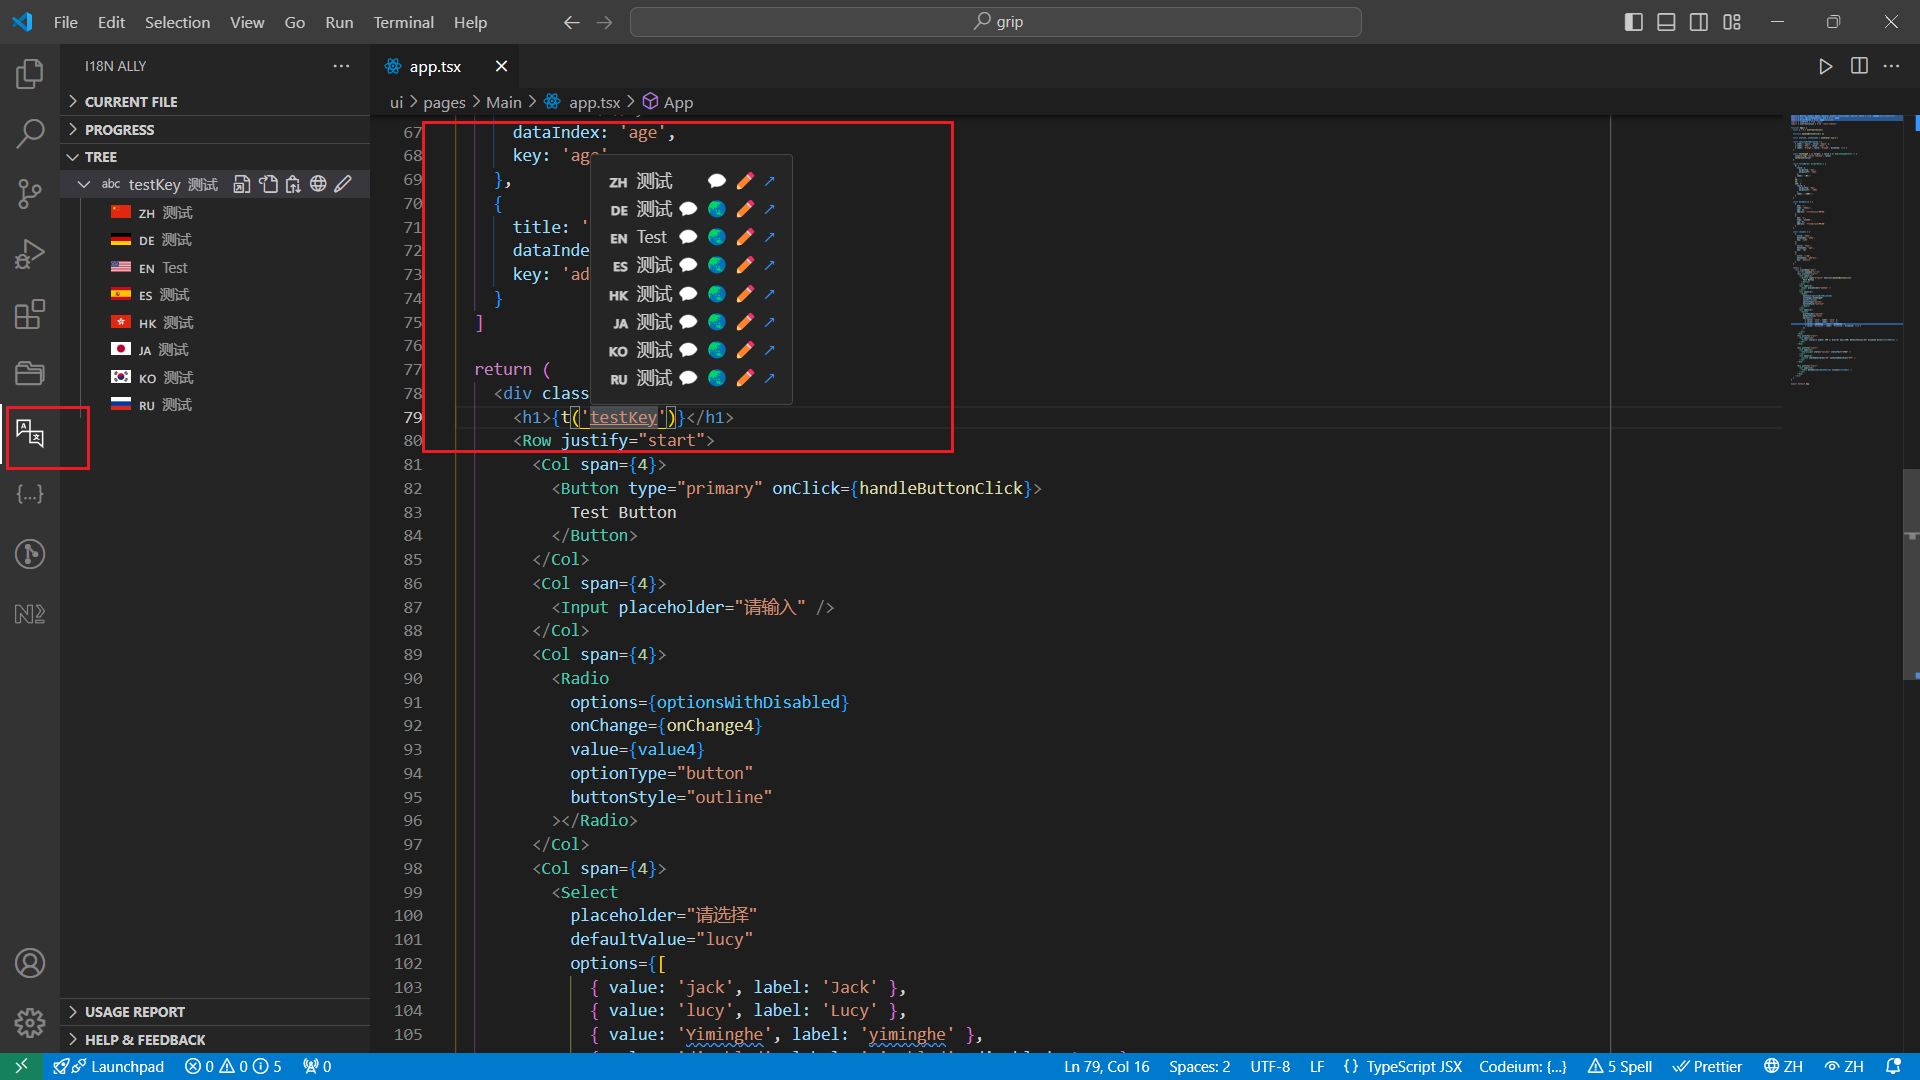 File Edit Selection View Go Run Terminal Help
grip
I18N ALLY
CURRENT FILE
PROGRESS
TREE
abc testKey 测试
ZH 测试
DE 测试
EN Test
ES 测试
HK 测试
JA 测试
KO 测试
RU 测试
USAGE REPORT
HELP & FEEDBACK
app.tsx
ui > pages > Main > app.tsx > App
67 dataIndex: 'age',
68 key: 'age'
69 },
70 {
71 title: '
72 dataInde
73 key: 'ad
74 }
75 ]
76
77 return (
78 <div class
79 <h1>{t('testKey')}</h1>
80 <Row justify="start">
81 <Col span={4}>
82 <Button type="primary" onClick={handleButtonClick}>
83 Test Button
84 </Button>
85 </Col>
86 <Col span={4}>
87 <Input placeholder="请输入" />
88 </Col>
89 <Col span={4}>
90 <Radio
91 options={optionsWithDisabled}
92 onChange={onChange4}
93 value={value4}
94 optionType="button"
95 buttonStyle="outline"
96 ></Radio>
97 </Col>
98 <Col span={4}>
99 <Select
100 placeholder="请选择"
101 defaultValue="lucy"
102 options={[
103 { value: 'jack', label: 'Jack' },
104 { value: 'lucy', label: 'Lucy' },
105 { value: 'Yiminghe', label: 'yiminghe' },
ZH 测试
DE 测试
EN Test
ES 测试
HK 测试
JA 测试
KO 测试
RU 测试
Launchpad 0 0 5 0 Ln 79, Col 16 Spaces: 2 UTF-8 LF {} TypeScript JSX Codeium: {...} 5 Spell Prettier ZH ZH